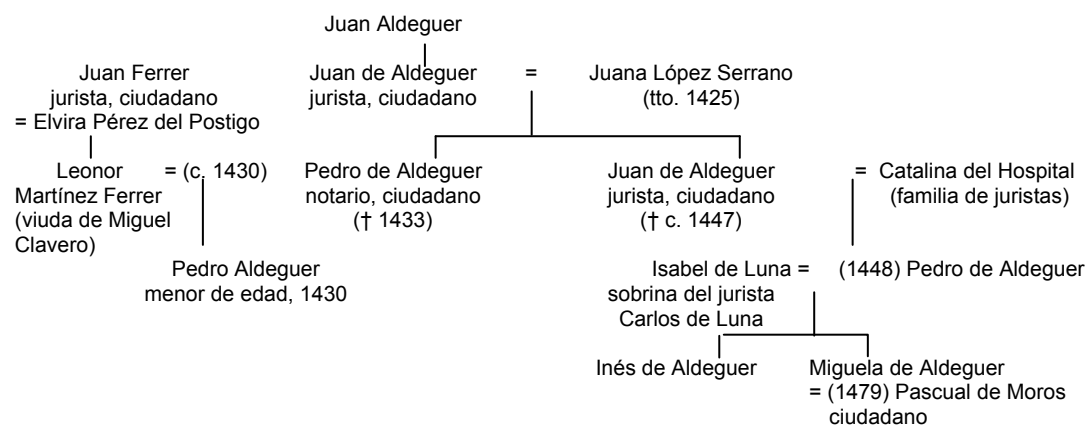 Juan Aldeguer
Juan Ferrer
jurista, ciudadano
= Elvira Pérez del Postigo
Juan de Aldeguer = Juana López Serrano
jurista, ciudadano (tto. 1425)
Leonor = (c. 1430) Pedro de Aldeguer
Martínez Ferrer notario, ciudadano
(viuda de Miguel († 1433)
Clavero)
Juan de Aldeguer = Catalina del Hospital
jurista, ciudadano (familia de juristas)
(† c. 1447)
Pedro Aldeguer
menor de edad, 1430
Isabel de Luna = (1448) Pedro de Aldeguer
sobrina del jurista
Carlos de Luna
Inés de Aldeguer
Miguela de Aldeguer
= (1479) Pascual de Moros
ciudadano